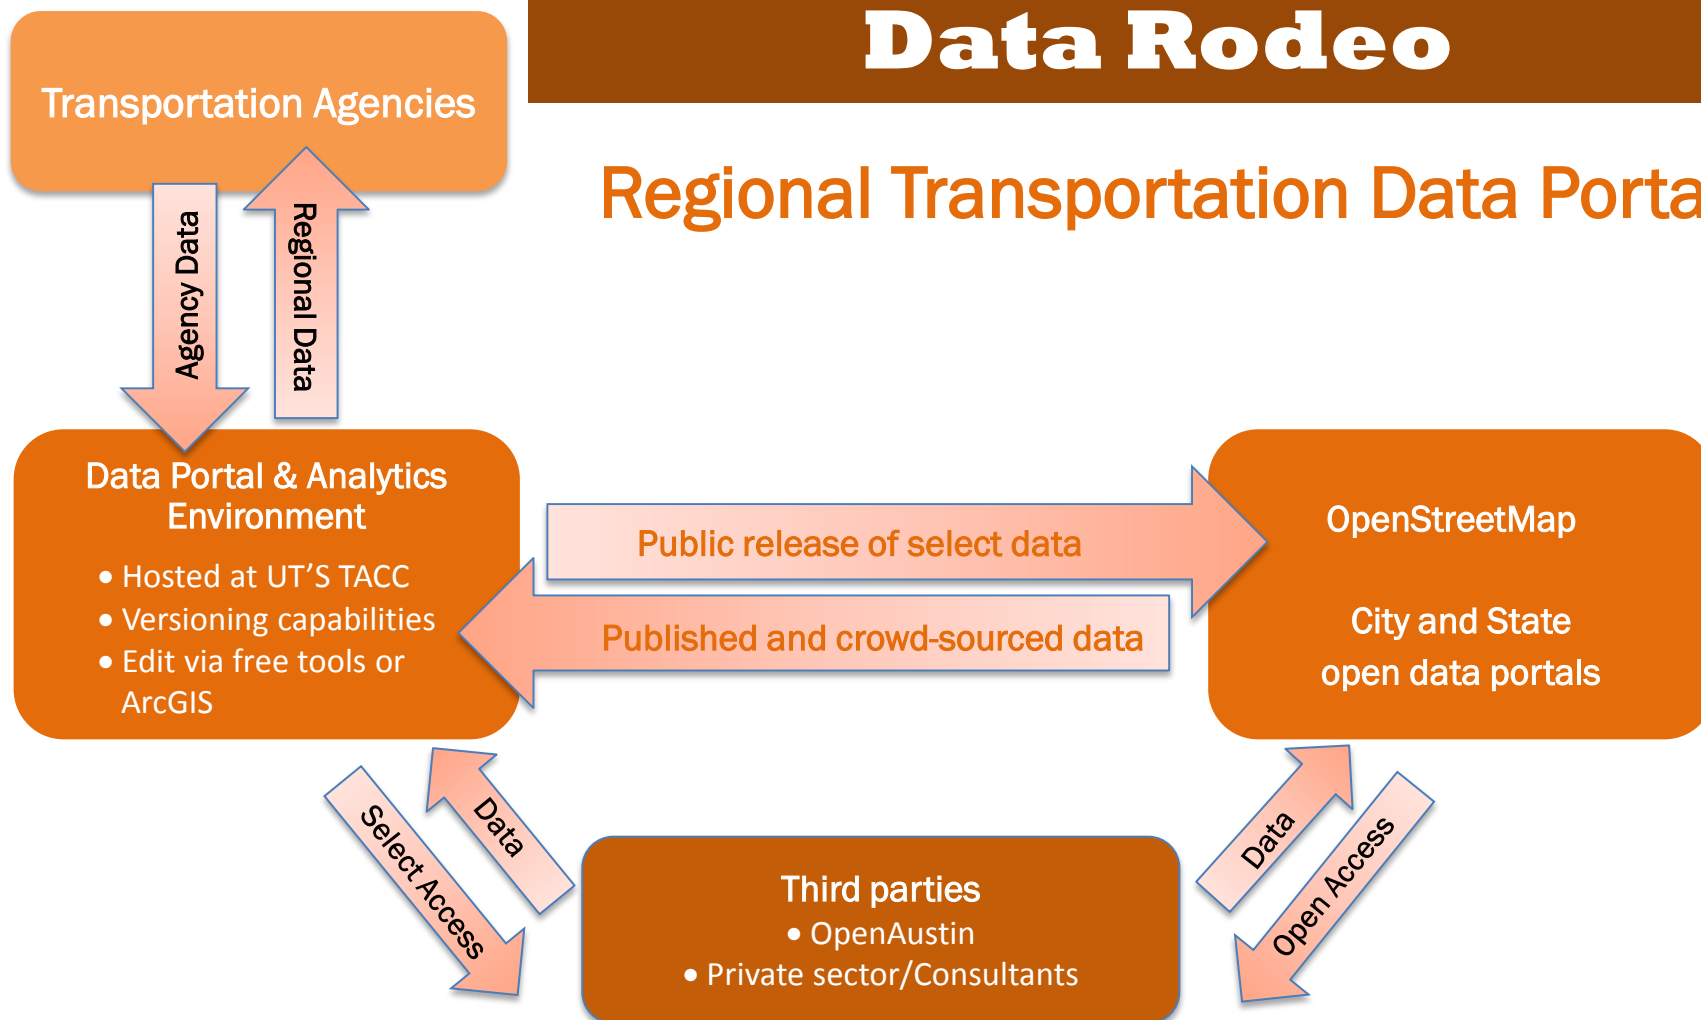 Data Rodeo
Transportation Agencies
Regional Transportation Data Porta
Agency Data
Regional Data
Data Portal & Analytics
Environment
• Hosted at UT’S TACC
• Versioning capabilities
• Edit via free tools or
ArcGIS
Public release of select data
Published and crowd-sourced data
OpenStreetMap
City and State
open data portals
Select Access
Data
Data
Open Access
Third parties
• OpenAustin
• Private sector/Consultants